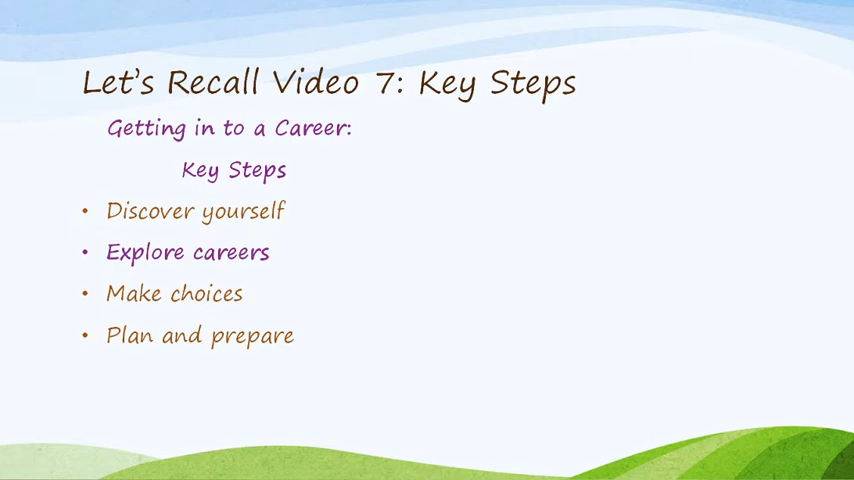 Let's Recall Video 7: Key Steps
Getting in to a Career:
Key Steps
• Discover yourself
• Explore careers
• Make choices
• Plan and prepare